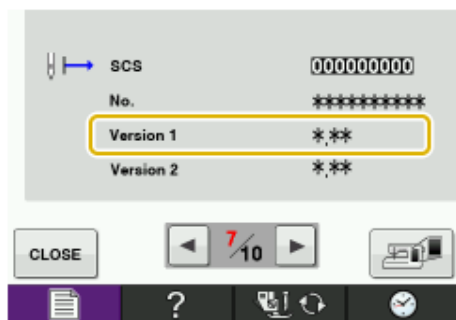 SCS 000000000
No. **********
Version 1 *.**
Version 2 *.**
CLOSE 7/10
?